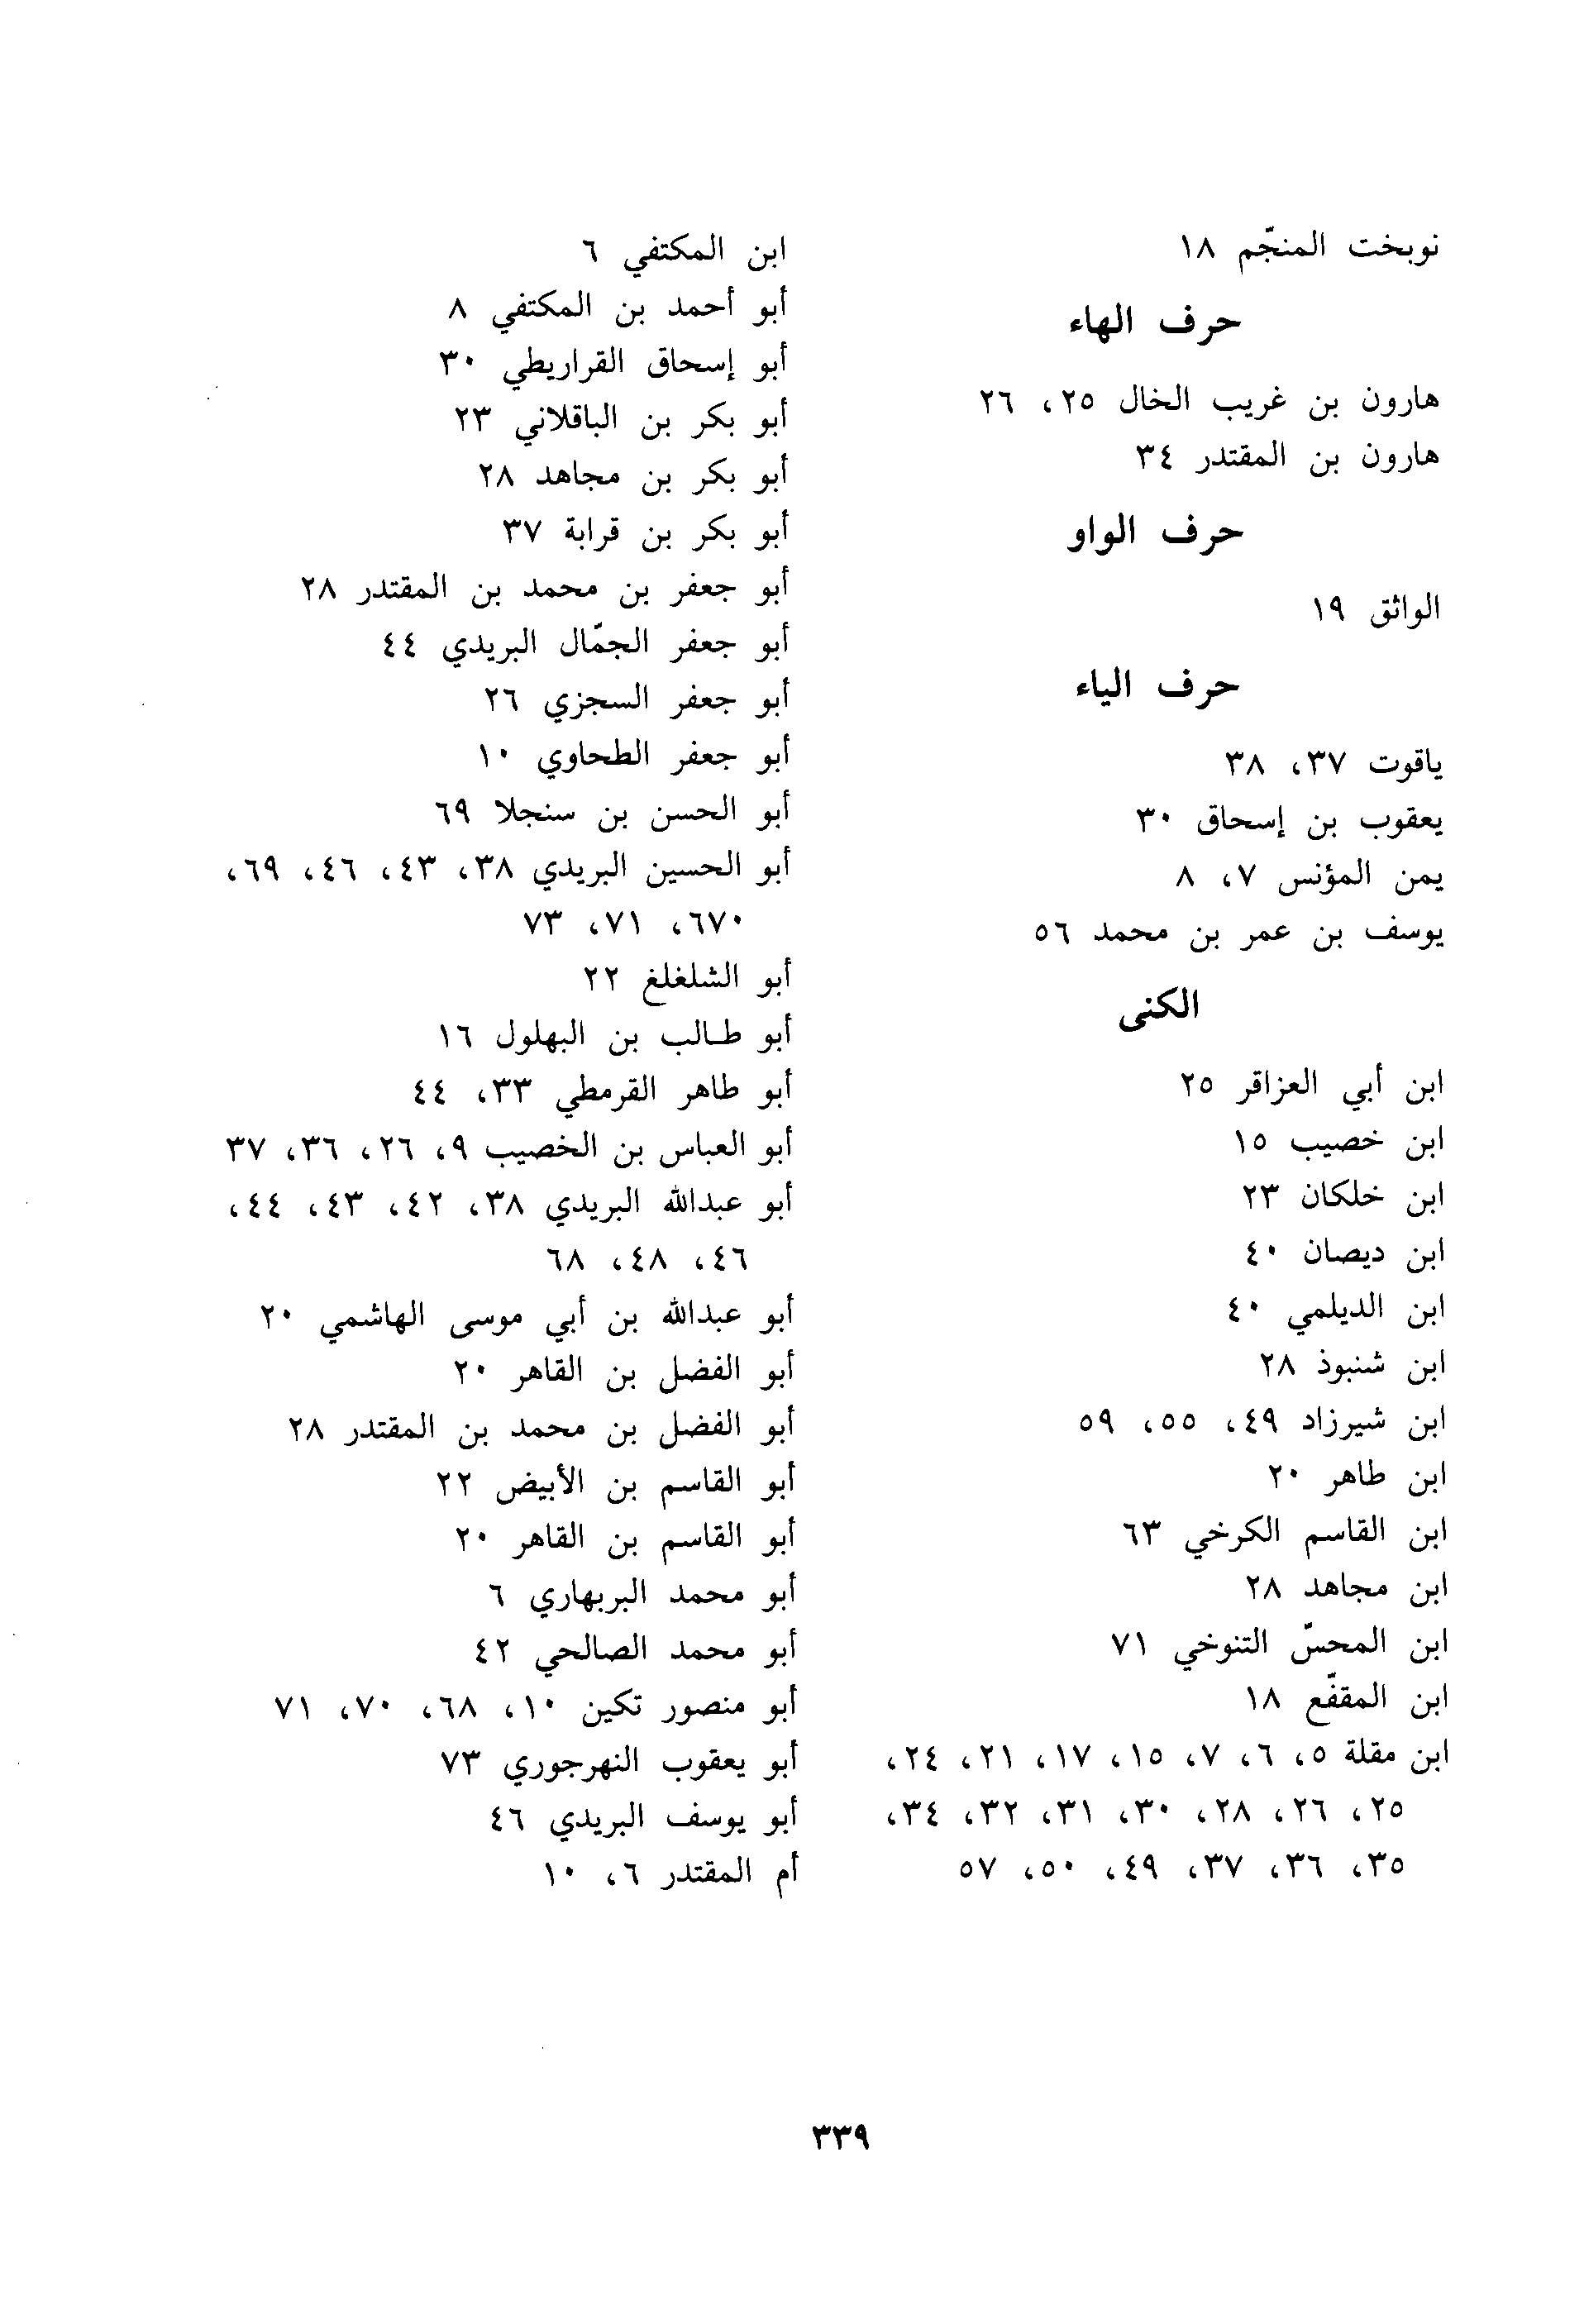 نوبخت المنجّم ١٨
حرف الهاء
هارون بن غريب الخال ٢٥، ٢٦
هارون بن المقتدر ٣٤
حرف الواو
الواثق ١٩
حرف الياء
ياقوت ٣٧، ٣٨
يعقوب بن إسحاق ٣٠
يمن المؤنس ٧، ٨
يوسف بن عمر بن محمد ٥٦
الكنى
ابن أبي العزاقر ٢٥
ابن خصيب ١٥
ابن خلكان ٢٣
ابن ديصان ٤٠
ابن الديلمي ٤٠
ابن شنبوذ ٢٨
ابن شيرزاد ٤٩، ٥٥، ٥٩
ابن طاهر ٢٠
ابن القاسم الكرخي ٦٣
ابن مجاهد ٢٨
ابن المحسّ التنوخي ٧١
ابن المقفّع ١٨
ابن مقلة ٥، ٦، ٧، ١٥، ١٧، ٢١، ٢٤،
٢٥، ٢٦، ٢٨، ٣٠، ٣١، ٣٢، ٣٤،
٣٥، ٣٦، ٣٧، ٤٩، ٥٠، ٥٧
ابن المكتفي ٦
أبو أحمد بن المكتفي ٨
أبو إسحاق القراريطي ٣٠
أبو بكر بن الباقلاني ٢٣
أبو بكر بن مجاهد ٢٨
أبو بكر بن قرابة ٣٧
أبو جعفر بن محمد بن المقتدر ٢٨
أبو جعفر الجمّال البريدي ٤٤
أبو جعفر السجزي ٢٦
أبو جعفر الطحاوي ١٠
أبو الحسن بن سنجلا ٦٩
أبو الحسين البريدي ٣٨، ٤٣، ٤٦، ٦٩،
٦٧٠، ٧١، ٧٣
أبو الشلغلغ ٢٢
أبو طالب بن البهلول ١٦
أبو طاهر القرمطي ٣٣، ٤٤
أبو العباس بن الخصيب ٩، ٢٦، ٣٦، ٣٧
أبو عبدالله البريدي ٣٨، ٤٢، ٤٣، ٤٤،
٤٦، ٤٨، ٦٨
أبو عبدالله بن أبي موسى الهاشمي ٢٠
أبو الفضل بن القاهر ٢٠
أبو الفضل بن محمد بن المقتدر ٢٨
أبو القاسم بن الأبيض ٢٢
أبو القاسم بن القاهر ٢٠
أبو محمد البربهاري ٦
أبو محمد الصالحي ٤٢
أبو منصور تكين ١٠، ٦٨، ٧٠، ٧١
أبو يعقوب النهرجوري ٧٣
أبو يوسف البريدي ٤٦
أم المقتدر ٦، ١٠
٣٣٩